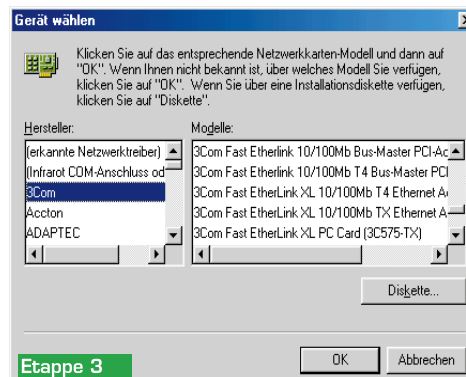 Gerät wählen
Klicken Sie auf das entsprechende Netzwerkkarten-Modell und dann auf
"OK". Wenn Ihnen nicht bekannt ist, über welches Modell Sie verfügen,
klicken Sie auf "OK". Wenn Sie über eine Installationsdiskette verfügen,
klicken Sie auf "Diskette".
Hersteller:
(erkannte Netzwerktreiber)
(Infrarot COM-Anschluss od
3Com
Accton
ADAPTEC
Modelle:
3Com Fast Etherlink 10/100Mb Bus-Master PCI-Ac
3Com Fast EtherLink 10/100Mb T4 Bus-Master PCI
3Com Fast EtherLink XL 10/100Mb T4 Ethernet A
3Com Fast EtherLink XL 10/100Mb TX Ethernet A
3Com Fast EtherLink XL PC Card (3C575-TX)
Diskette...
OK
Abbrechen
Etappe 3